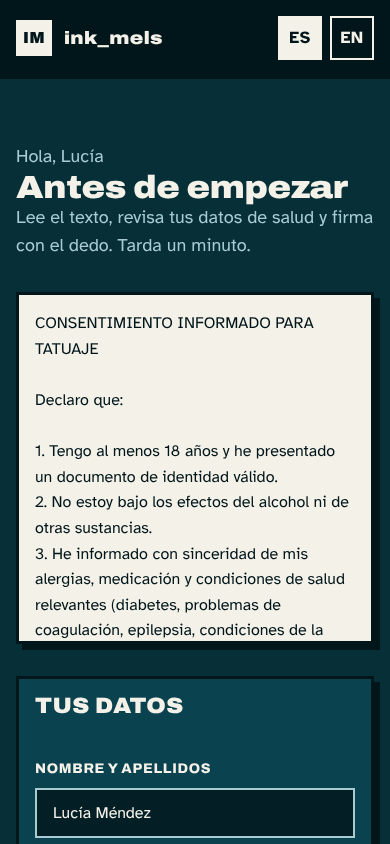 IM ink_mels ES EN
Hola, Lucía
Antes de empezar
Lee el texto, revisa tus datos de salud y firma
con el dedo. Tarda un minuto.
CONSENTIMIENTO INFORMADO PARA
TATUAJE
Declaro que:
1. Tengo al menos 18 años y he presentado
un documento de identidad válido.
2. No estoy bajo los efectos del alcohol ni de
otras sustancias.
3. He informado con sinceridad de mis
alergias, medicación y condiciones de salud
relevantes (diabetes, problemas de
coagulación, epilepsia, condiciones de la
TUS DATOS
NOMBRE Y APELLIDOS
Lucía Méndez